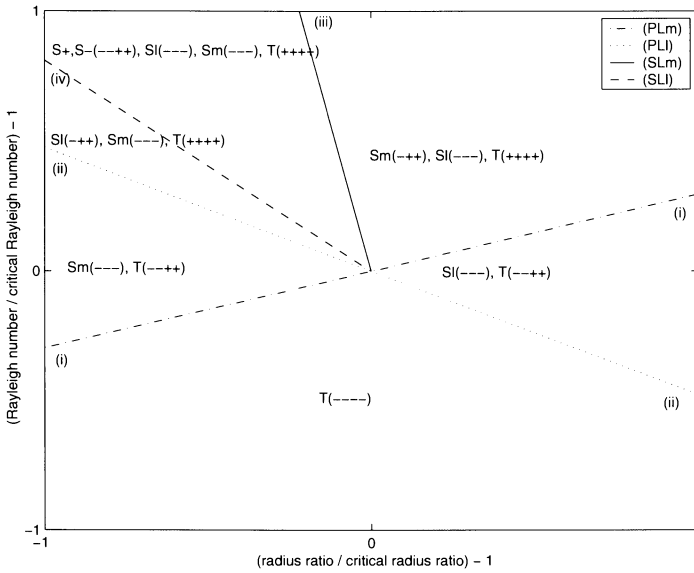 1
(iii)
(PLm)
(PLl)
(SLm)
(SLl)
S+,S-(--++), Sl(---), Sm(---), T(++++)
(iv)
Sl(-++), Sm(---), T(++++)
(ii)
Sm(-++), Sl(---), T(++++)
(i)
0
Sm(---), T(--++)
Sl(---), T(--++)
(i)
T(----)
(ii)
-1
-1
0
(radius ratio / critical radius ratio) - 1
(Rayleigh number / critical Rayleigh number) - 1